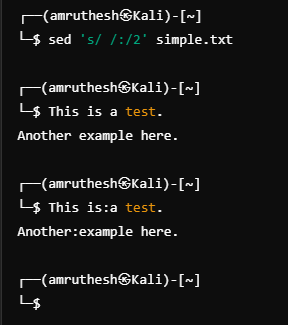 ┌──(amruthesh㉿Kali)-[~]
└─$ sed 's/ /:/2' simple.txt
┌──(amruthesh㉿Kali)-[~]
└─$ This is a test.
Another example here.
┌──(amruthesh㉿Kali)-[~]
└─$ This is:a test.
Another:example here.
┌──(amruthesh㉿Kali)-[~]
└─$